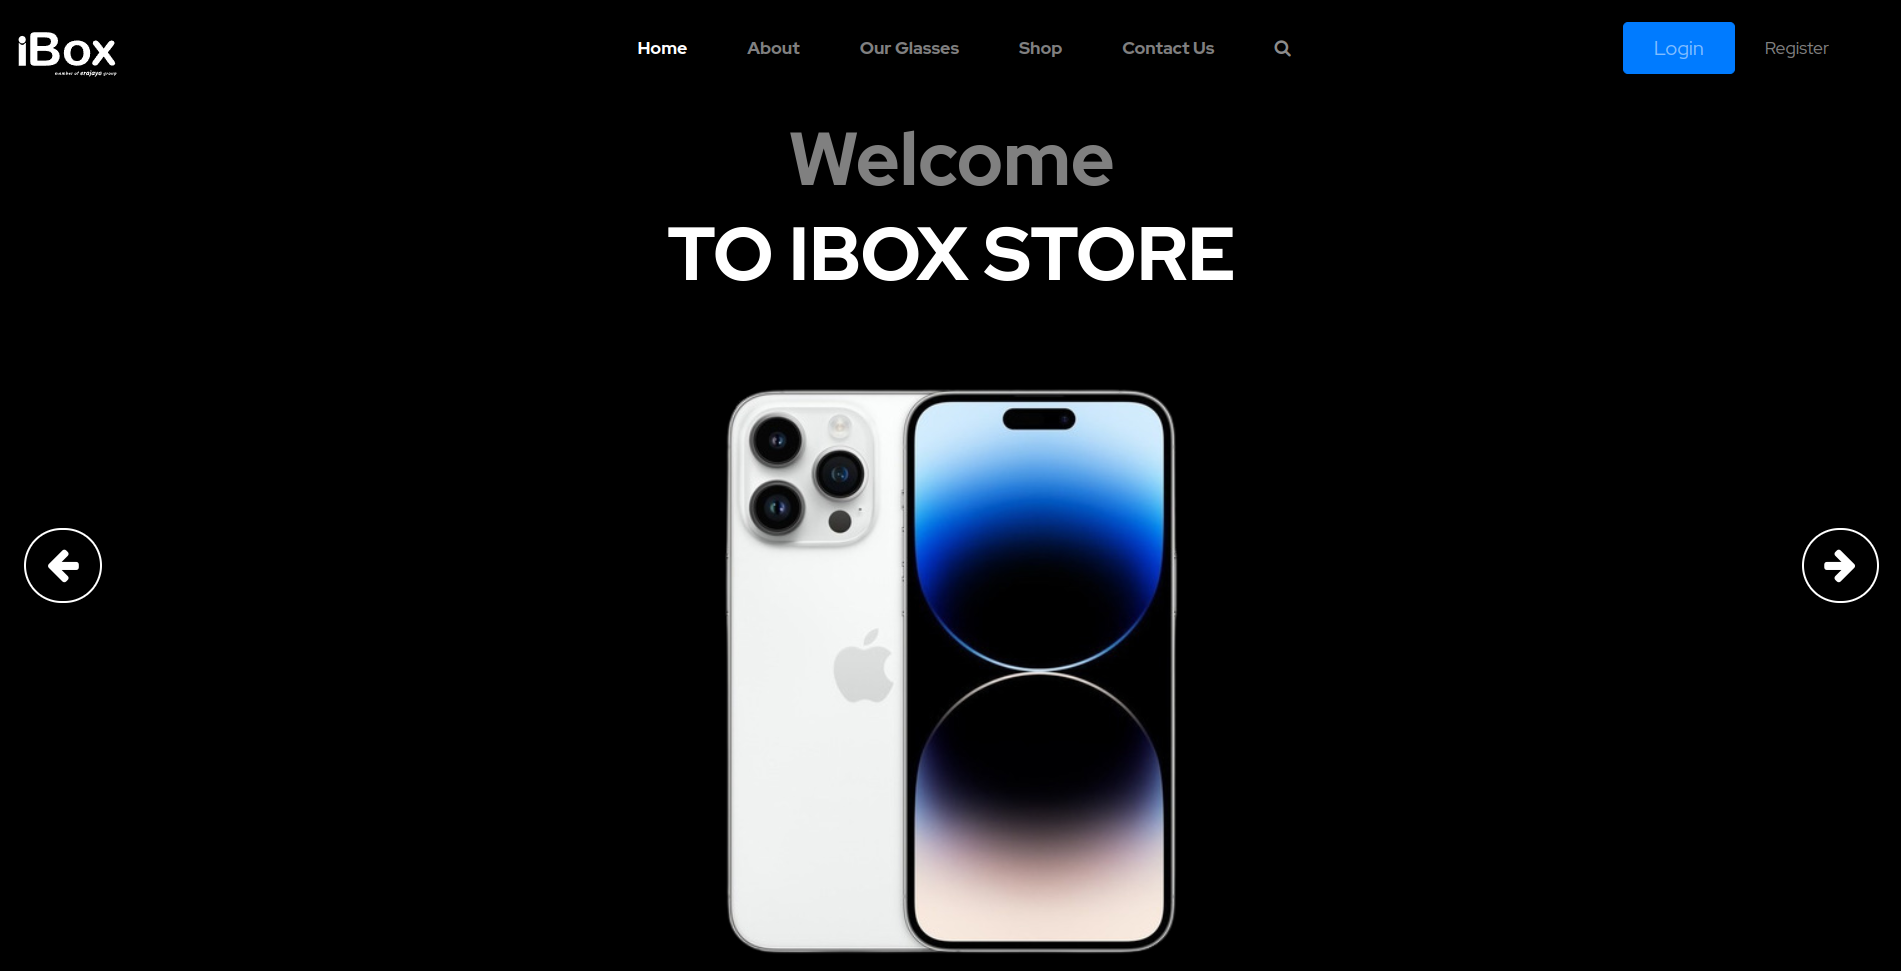 iBox
member of erajaya group
Home
About
Our Glasses
Shop
Contact Us
Login
Register
Welcome
TO IBOX STORE